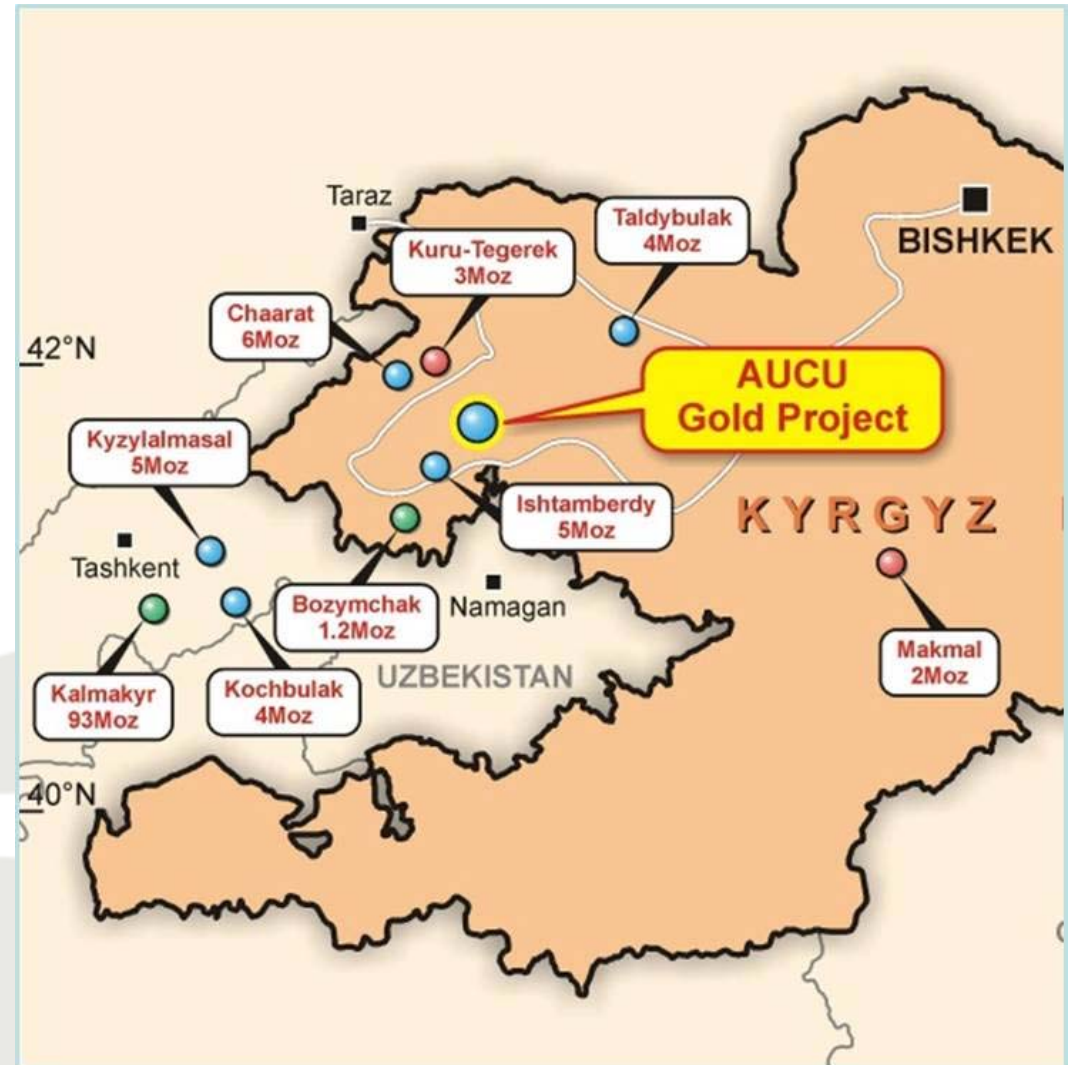 Taraz
Taldybulak
4Moz
BISHKEK
Kuru-Tegerek
3Moz
Chaarat
6Moz
42°N
AUCU
Gold Project
Kyzylalmasal
5Moz
Ishtamberdy
5Moz
KYRGYZ
Tashkent
Bozymchak
1.2Moz
Namagan
Makmal
2Moz
UZBEKISTAN
Kalmakyr
93Moz
Kochbulak
4Moz
40°N